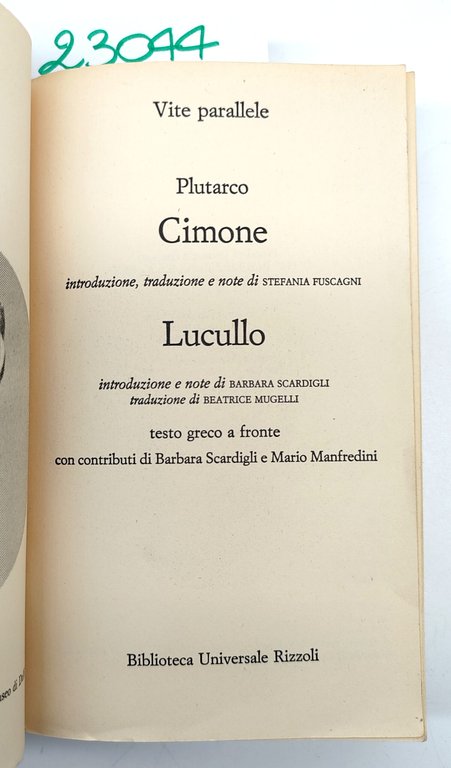 23044
Vite parallele
Plutarco
Cimone
introduzione, traduzione e note di STEFANIA FUSCAGNI
Lucullo
introduzione e note di BARBARA SCARDIGLI
traduzione di BEATRICE MUGELLI
testo greco a fronte
con contributi di Barbara Scardigli e Mario Manfredini
Biblioteca Universale Rizzoli